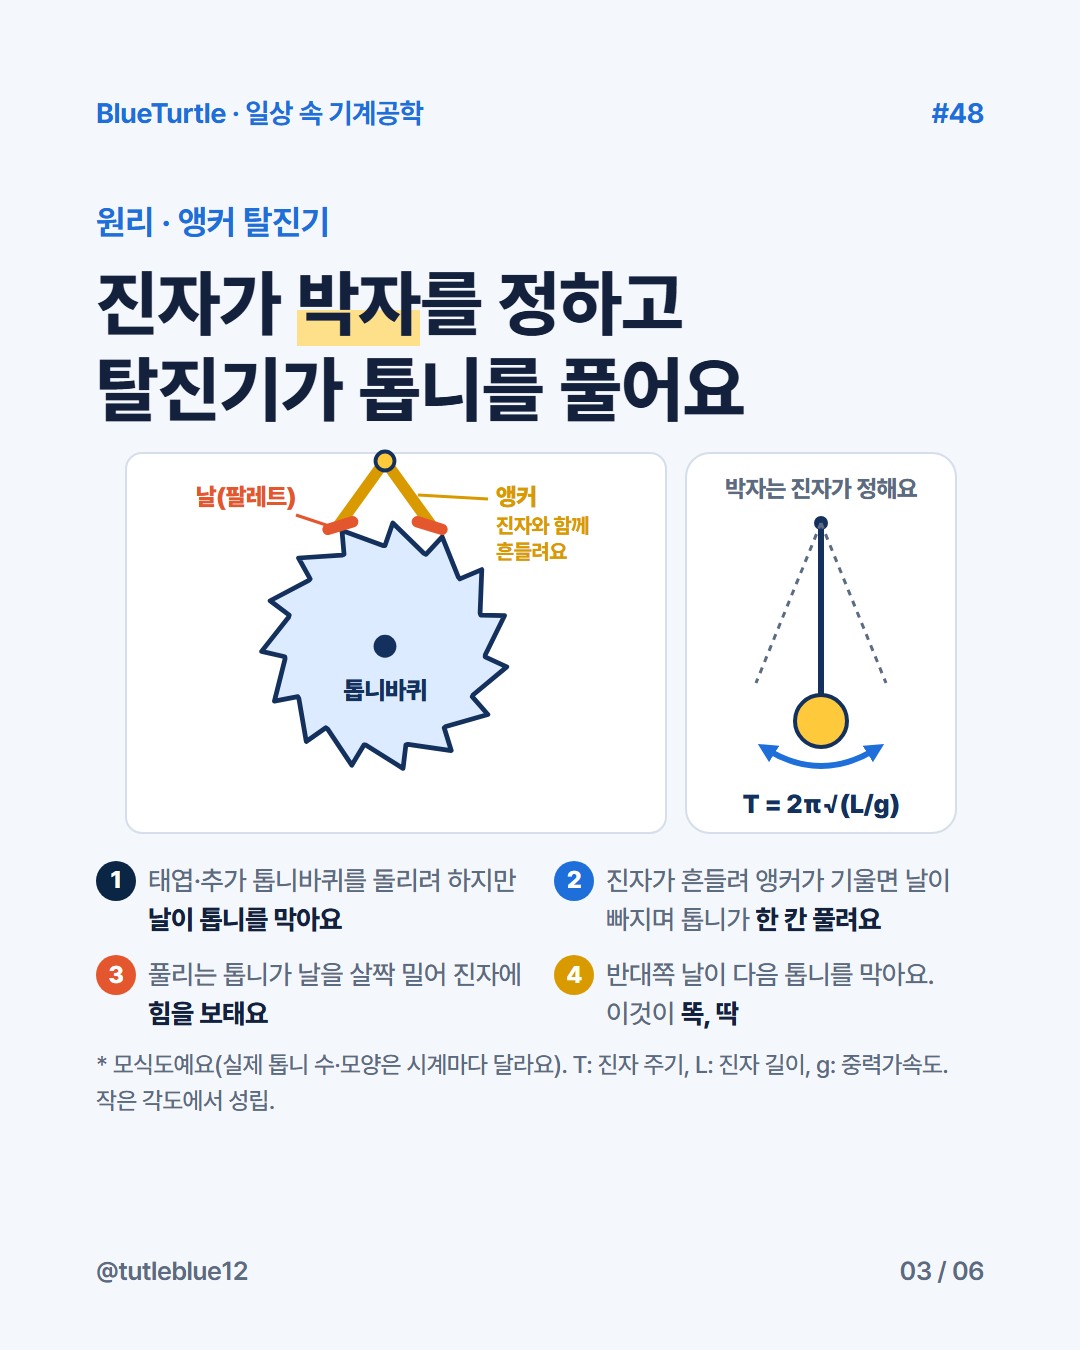 BlueTurtle · 일상 속 기계공학
#48
원리 · 앵커 탈진기
진자가 박자를 정하고
탈진기가 톱니를 풀어요
날(팔레트)
앵커
진자와 함께
흔들려요
톱니바퀴
박자는 진자가 정해요
T = 2π√(L/g)
1 태엽·추가 톱니바퀴를 돌리려 하지만
날이 톱니를 막아요
2 진자가 흔들려 앵커가 기울면 날이
빠지며 톱니가 한 칸 풀려요
3 풀리는 톱니가 날을 살짝 밀어 진자에
힘을 보태요
4 반대쪽 날이 다음 톱니를 막아요.
이것이 똑, 딱
* 모식도예요(실제 톱니 수·모양은 시계마다 달라요). T: 진자 주기, L: 진자 길이, g: 중력가속도.
작은 각도에서 성립.
@tutleblue12
03 / 06